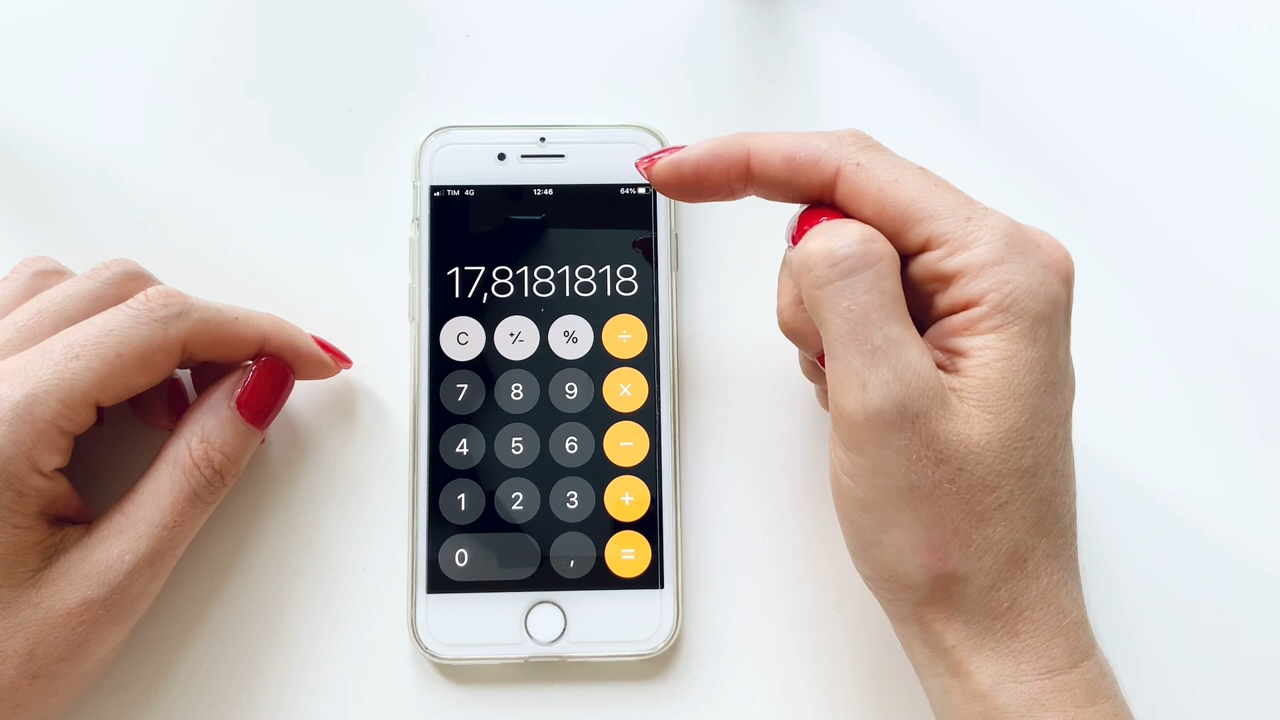 TIM 4G 12:46 64%
17,8181818
C +/- % ÷
7 8 9 ×
4 5 6 −
1 2 3 +
0 , =